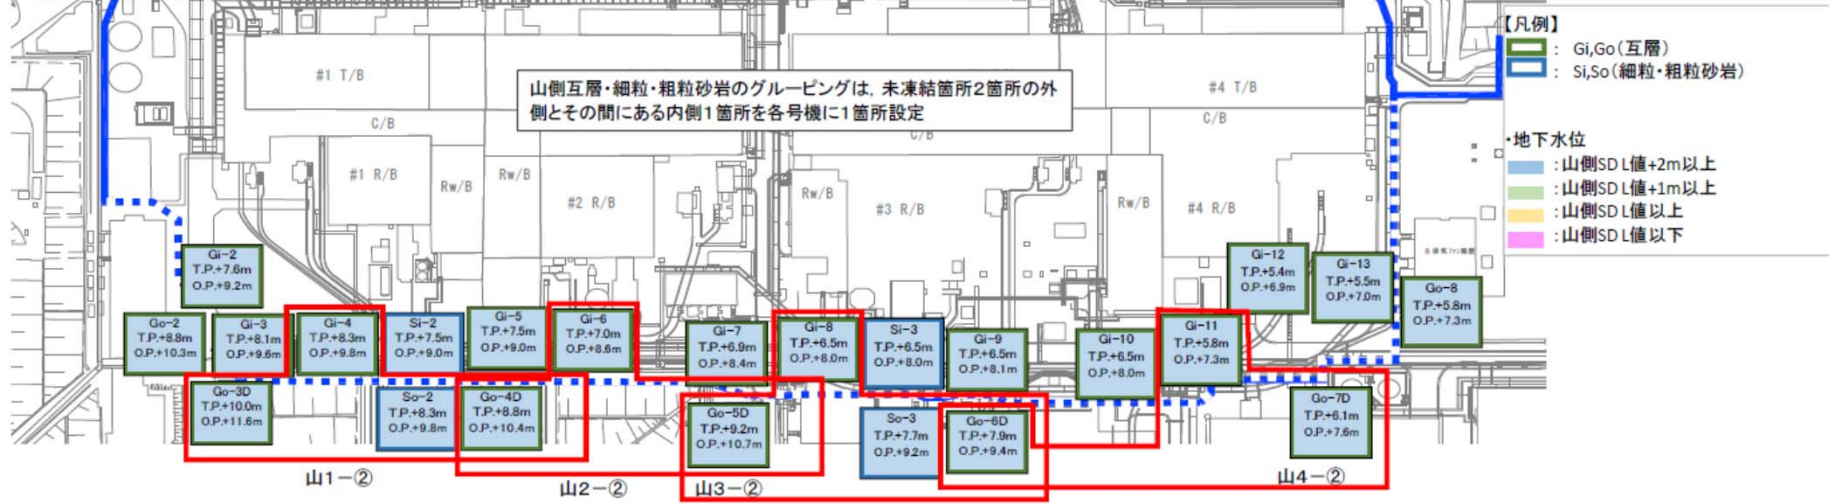 【凡例】
： Gi,Go（互層）
： Si,So（細粒・粗粒砂岩）
・地下水位
：山側SD L値+2m以上
：山側SD L値+1m以上
：山側SD L値以上
：山側SD L値以下
#1 T/B
山側互層・細粒・粗粒砂岩のグルーピングは，未凍結箇所２箇所の外
側とその間にある内側１箇所を各号機に１箇所設定
#4 T/B
C/B
C/B
C/B
#1 R/B
Rw/B
Rw/B
#2 R/B
Rw/B
#3 R/B
Rw/B
#4 R/B
Gi-2
T.P.+7.6m
O.P.+9.2m
Gi-12
T.P.+5.4m
O.P.+6.9m
Gi-13
T.P.+5.5m
O.P.+7.0m
Go-8
T.P.+5.8m
O.P.+7.3m
Go-2
T.P.+8.8m
O.P.+10.3m
Gi-3
T.P.+8.1m
O.P.+9.6m
Gi-4
T.P.+8.3m
O.P.+9.8m
Si-2
T.P.+7.5m
O.P.+9.0m
Gi-5
T.P.+7.5m
O.P.+9.0m
Gi-6
T.P.+7.0m
O.P.+8.6m
Gi-7
T.P.+6.9m
O.P.+8.4m
Gi-8
T.P.+6.5m
O.P.+8.0m
Si-3
T.P.+6.5m
O.P.+8.0m
Gi-9
T.P.+6.5m
O.P.+8.1m
Gi-10
T.P.+6.5m
O.P.+8.0m
Gi-11
T.P.+5.8m
O.P.+7.3m
Go-3D
T.P.+10.0m
O.P.+11.6m
So-2
T.P.+8.3m
O.P.+9.8m
Go-4D
T.P.+8.8m
O.P.+10.4m
Go-5D
T.P.+9.2m
O.P.+10.7m
So-3
T.P.+7.7m
O.P.+9.2m
Go-6D
T.P.+7.9m
O.P.+9.4m
Go-7D
T.P.+6.1m
O.P.+7.6m
山1－②
山2－②
山3－②
山4－②